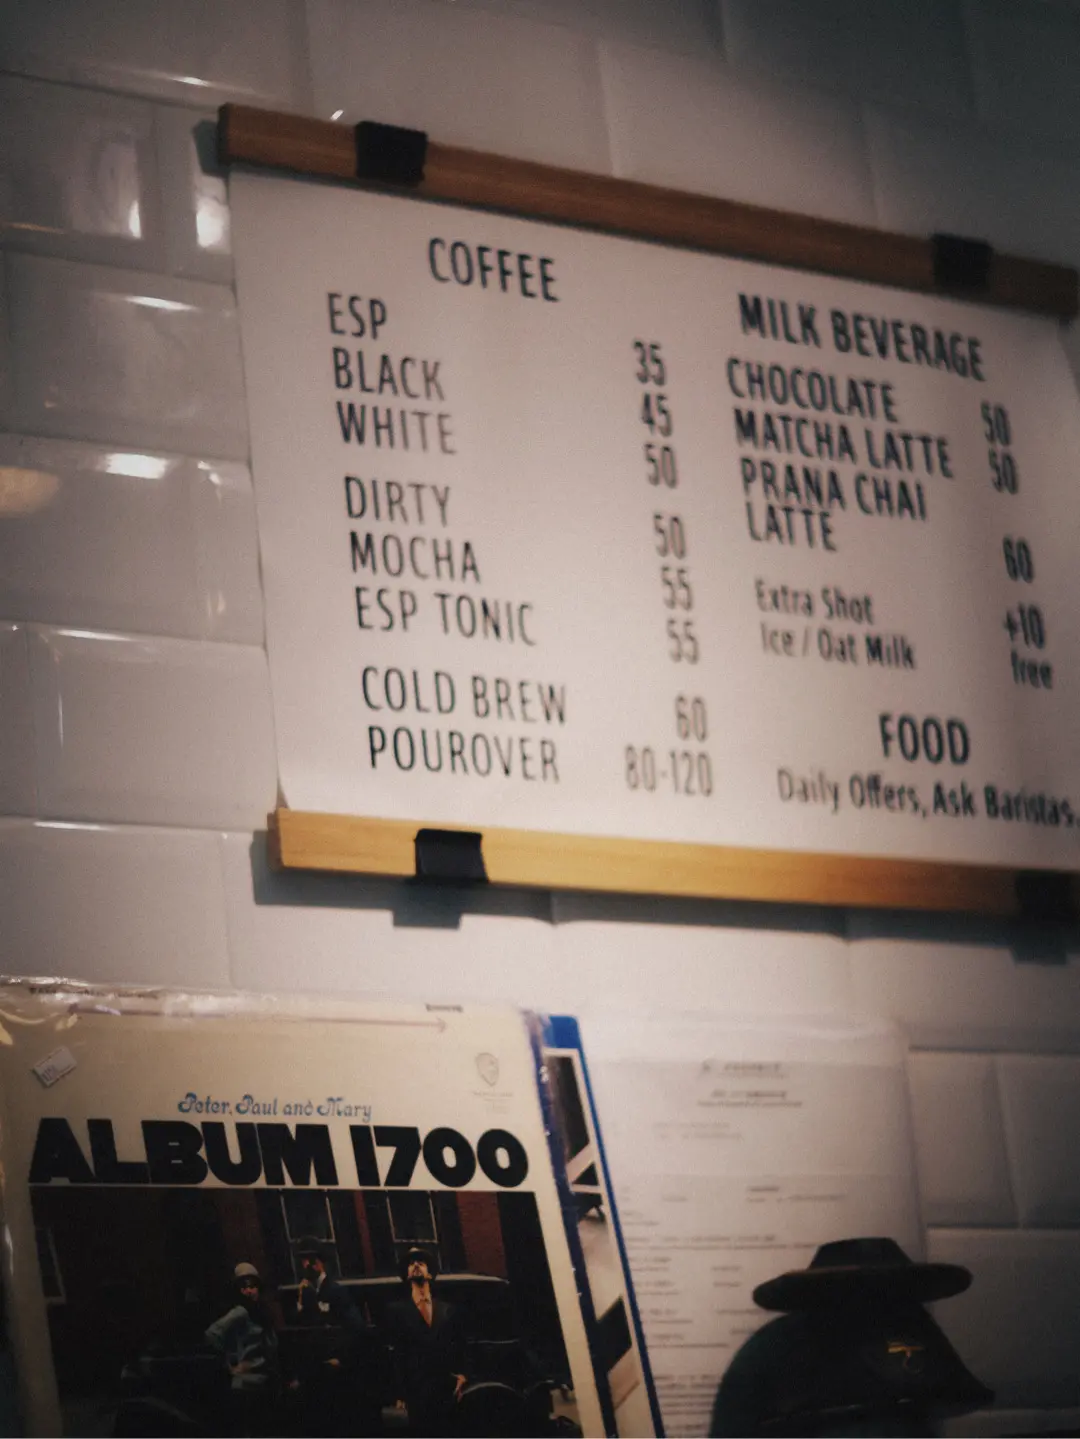 COFFEE
ESP 35
BLACK 45
WHITE 50
DIRTY 50
MOCHA 55
ESP TONIC 55
COLD BREW 60
POUROVER 80-120
MILK BEVERAGE
CHOCOLATE 50
MATCHA LATTE 50
PRANA CHAI
LATTE 60
Extra Shot +10
Ice / Oat Milk free
FOOD
Daily Offers, Ask Baristas.
Peter, Paul and Mary
ALBUM 1700